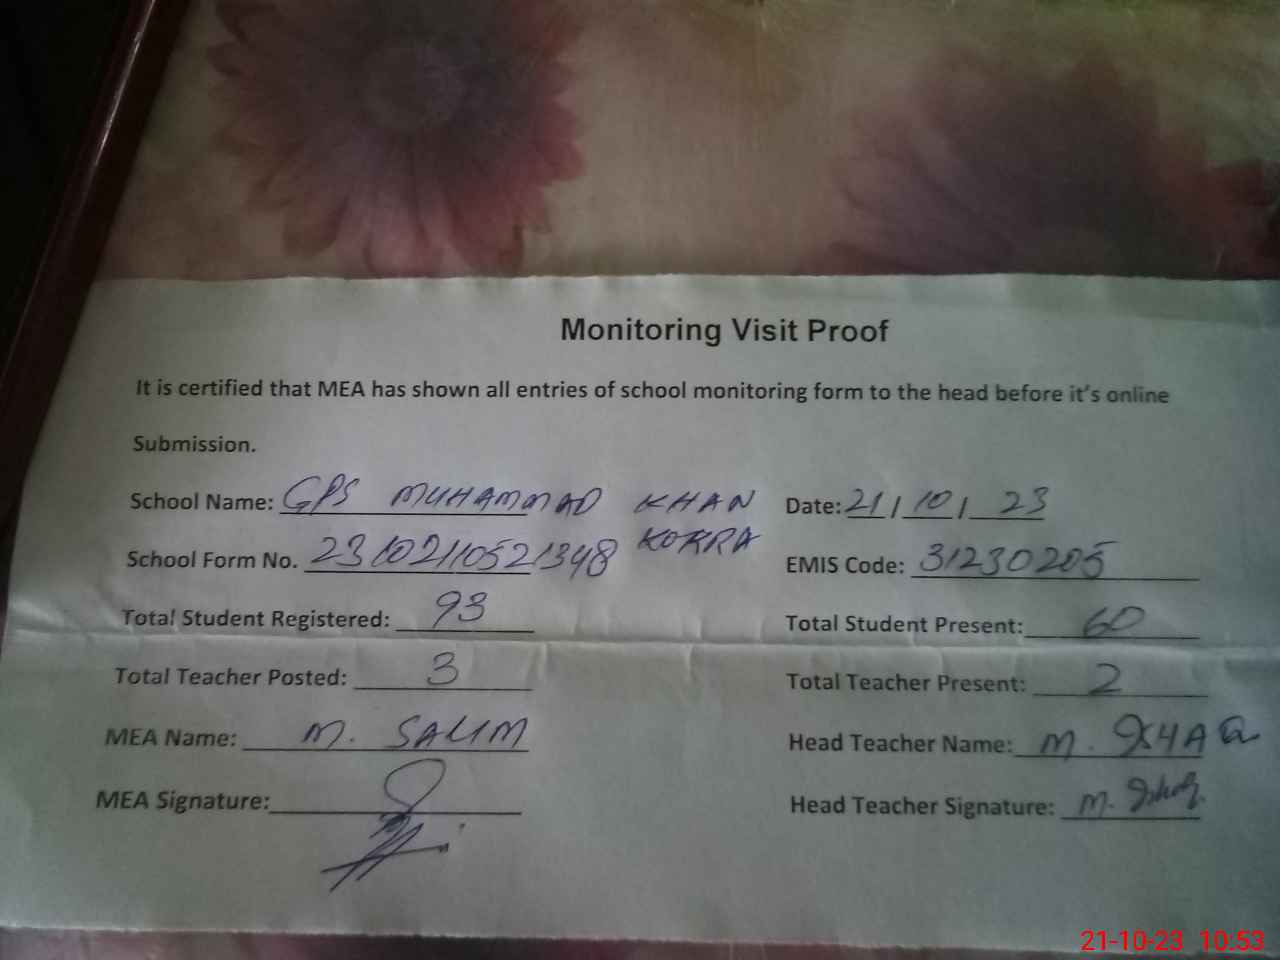 Monitoring Visit Proof
It is certified that MEA has shown all entries of school monitoring form to the head before it's online
Submission.
School Name: GPS MUHAMMAD KHAN Date: 21/10/23
KORRA
School Form No. 23102110521348 EMIS Code: 31230205
Total Student Registered: 93 Total Student Present: 60
Total Teacher Posted: 3 Total Teacher Present: 2
MEA Name: M. SALIM Head Teacher Name: M. ISHAQ
MEA Signature: Head Teacher Signature: M. Ishaq
21-10-23 10:53